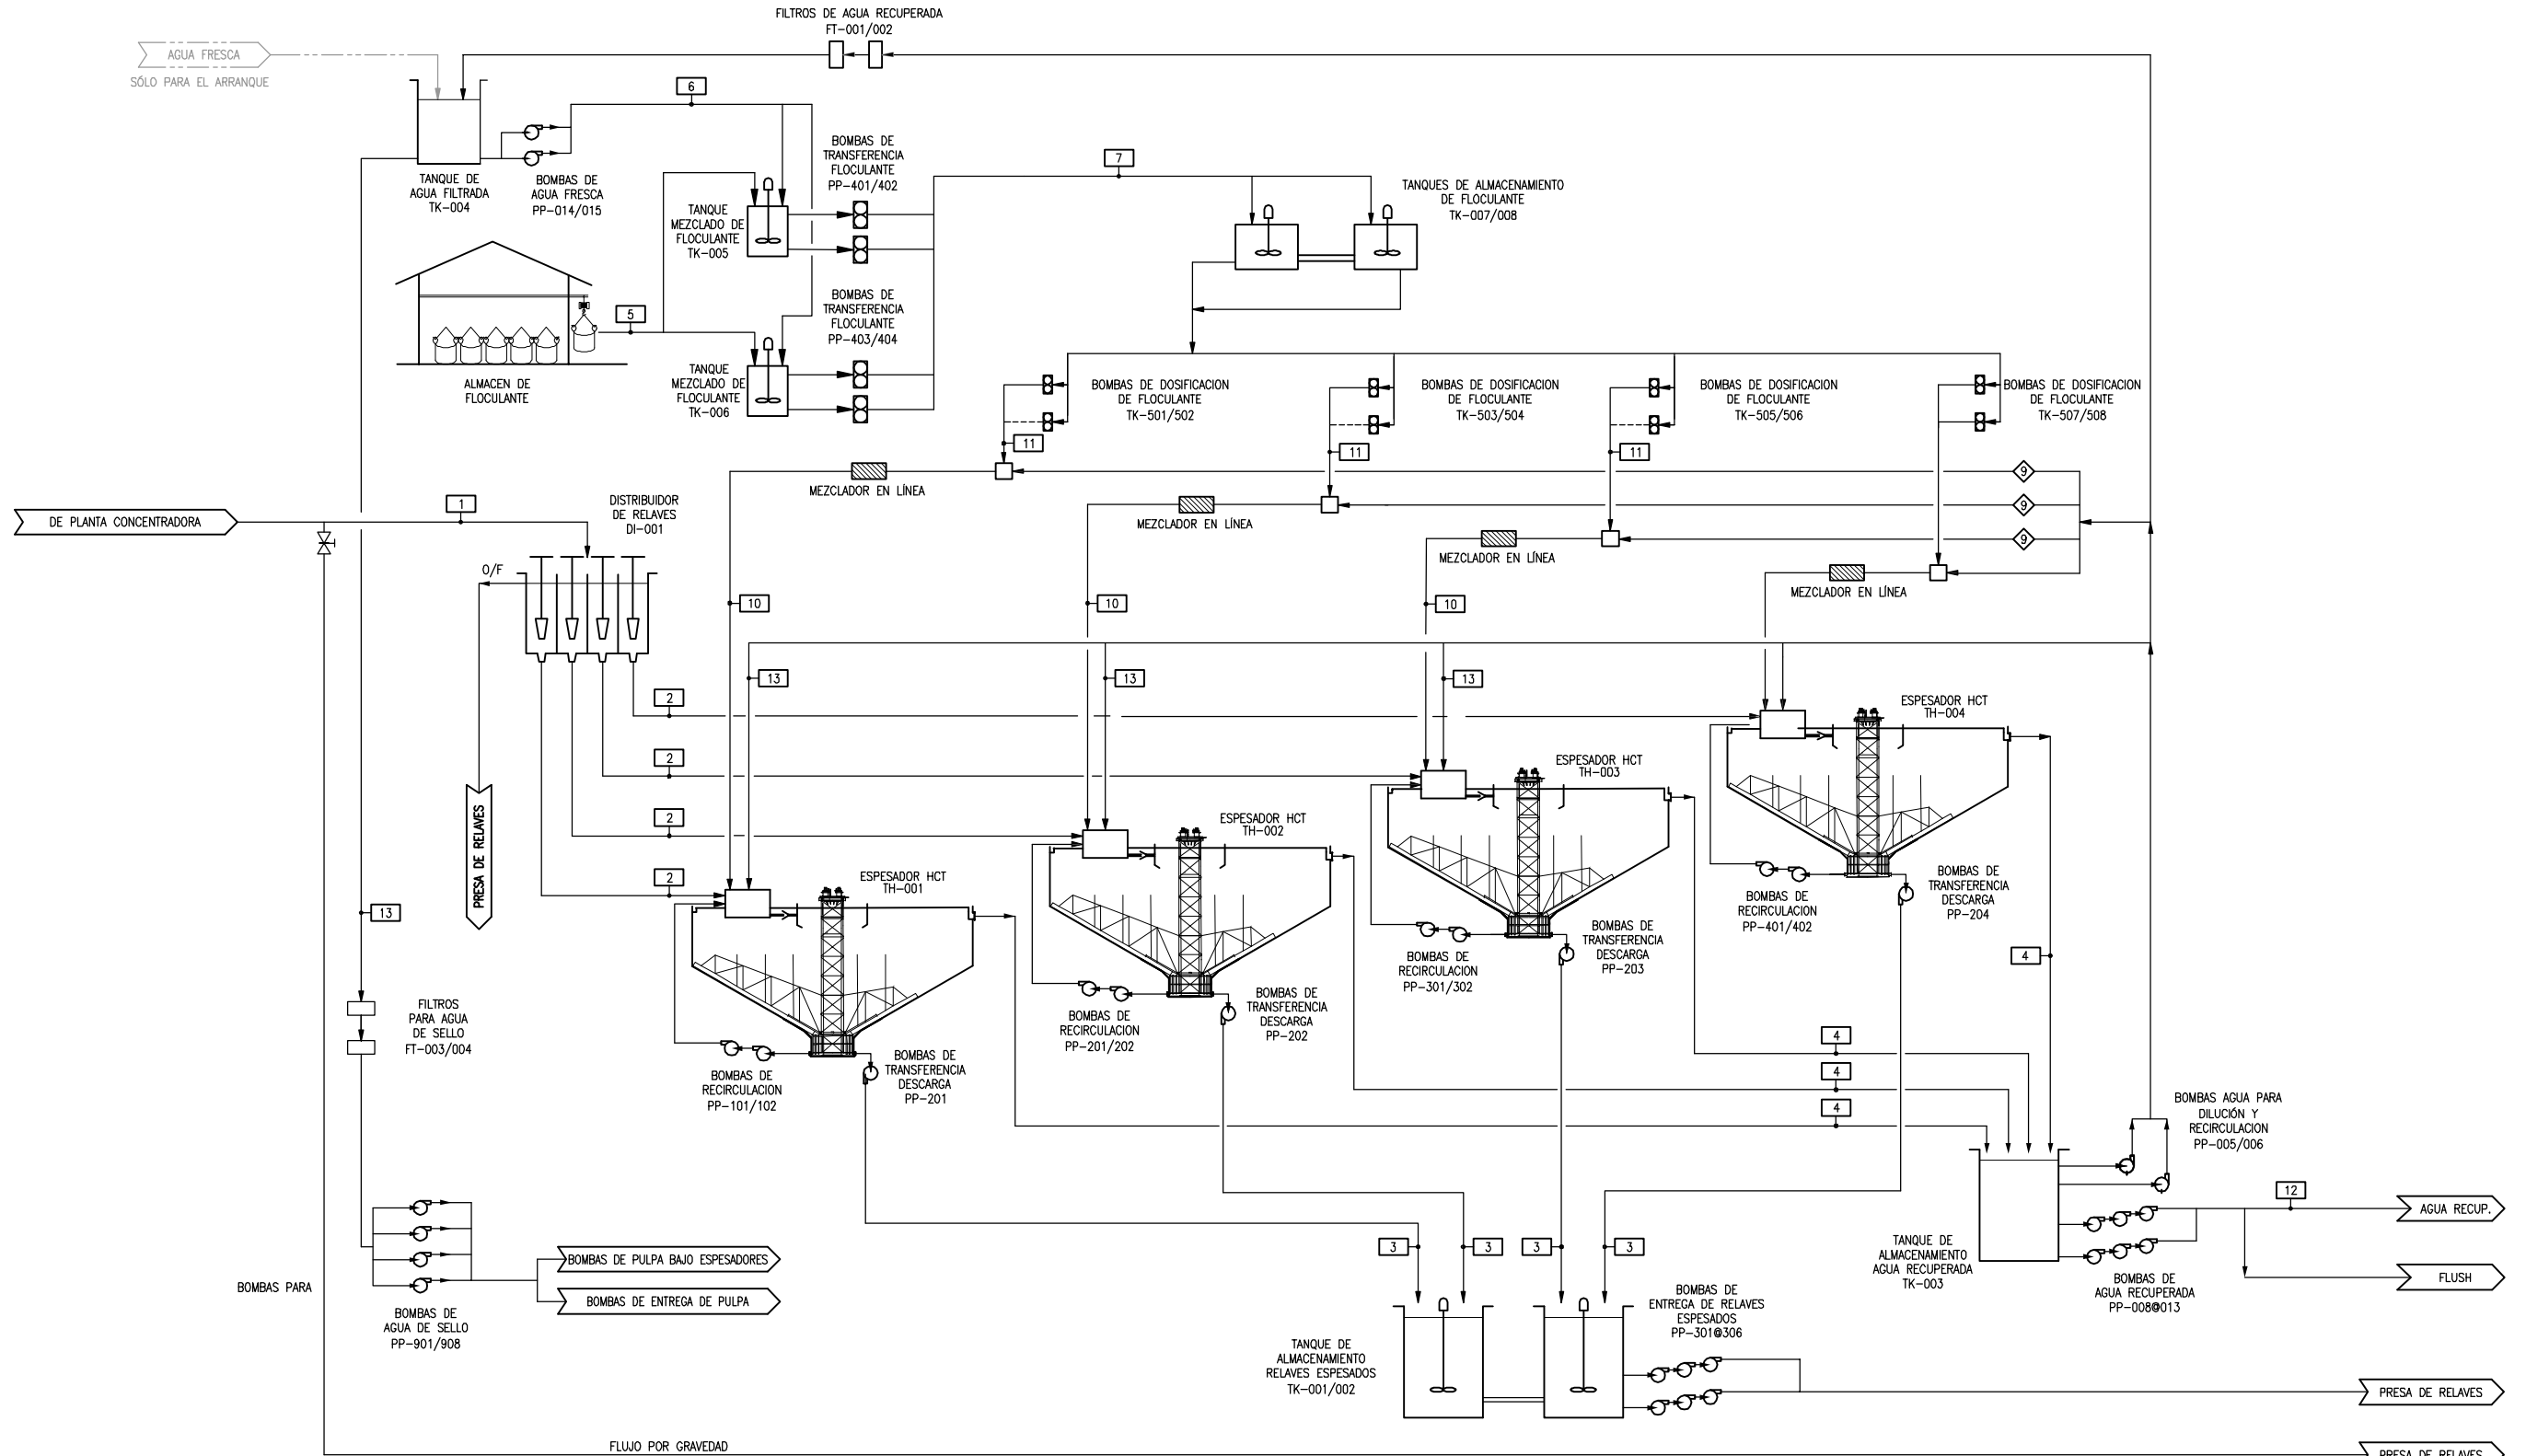 FILTROS DE AGUA RECUPERADA
FT-001/002
AGUA FRESCA
SÓLO PARA EL ARRANQUE
6
TANQUE DE
AGUA FILTRADA
TK-004
BOMBAS DE
AGUA FRESCA
PP-014/015
BOMBAS DE
TRANSFERENCIA
FLOCULANTE
PP-401/402
7
TANQUES DE ALMACENAMIENTO
DE FLOCULANTE
TK-007/008
TANQUE
MEZCLADO DE
FLOCULANTE
TK-005
5
BOMBAS DE
TRANSFERENCIA
FLOCULANTE
PP-403/404
ALMACEN DE
FLOCULANTE
TANQUE
MEZCLADO DE
FLOCULANTE
TK-006
BOMBAS DE DOSIFICACION
DE FLOCULANTE
TK-501/502
BOMBAS DE DOSIFICACION
DE FLOCULANTE
TK-503/504
BOMBAS DE DOSIFICACION
DE FLOCULANTE
TK-505/506
BOMBAS DE DOSIFICACION
DE FLOCULANTE
TK-507/508
11
11
11
9
9
9
MEZCLADOR EN LÍNEA
MEZCLADOR EN LÍNEA
MEZCLADOR EN LÍNEA
MEZCLADOR EN LÍNEA
DE PLANTA CONCENTRADORA
1
DISTRIBUIDOR
DE RELAVES
DI-001
O/F
10
10
10
13
13
13
2
2
2
2
PRESA DE RELAVES
13
ESPESADOR HCT
TH-004
ESPESADOR HCT
TH-003
ESPESADOR HCT
TH-002
ESPESADOR HCT
TH-001
BOMBAS DE
RECIRCULACION
PP-401/402
BOMBAS DE
TRANSFERENCIA
DESCARGA
PP-204
BOMBAS DE
RECIRCULACION
PP-301/302
BOMBAS DE
TRANSFERENCIA
DESCARGA
PP-203
BOMBAS DE
RECIRCULACION
PP-201/202
BOMBAS DE
TRANSFERENCIA
DESCARGA
PP-202
BOMBAS DE
RECIRCULACION
PP-101/102
BOMBAS DE
TRANSFERENCIA
DESCARGA
PP-201
4
4
4
4
FILTROS
PARA AGUA
DE SELLO
FT-003/004
BOMBAS AGUA PARA
DILUCIÓN Y
RECIRCULACION
PP-005/006
12
AGUA RECUP.
FLUSH
TANQUE DE
ALMACENAMIENTO
AGUA RECUPERADA
TK-003
BOMBAS DE
AGUA RECUPERADA
PP-008@013
3
3
3
3
BOMBAS DE PULPA BAJO ESPESADORES
BOMBAS DE ENTREGA DE PULPA
BOMBAS PARA
BOMBAS DE
AGUA DE SELLO
PP-901/908
BOMBAS DE
ENTREGA DE RELAVES
ESPESADOS
PP-301@306
TANQUE DE
ALMACENAMIENTO
RELAVES ESPESADOS
TK-001/002
PRESA DE RELAVES
FLUJO POR GRAVEDAD
PRESA DE RELAVES